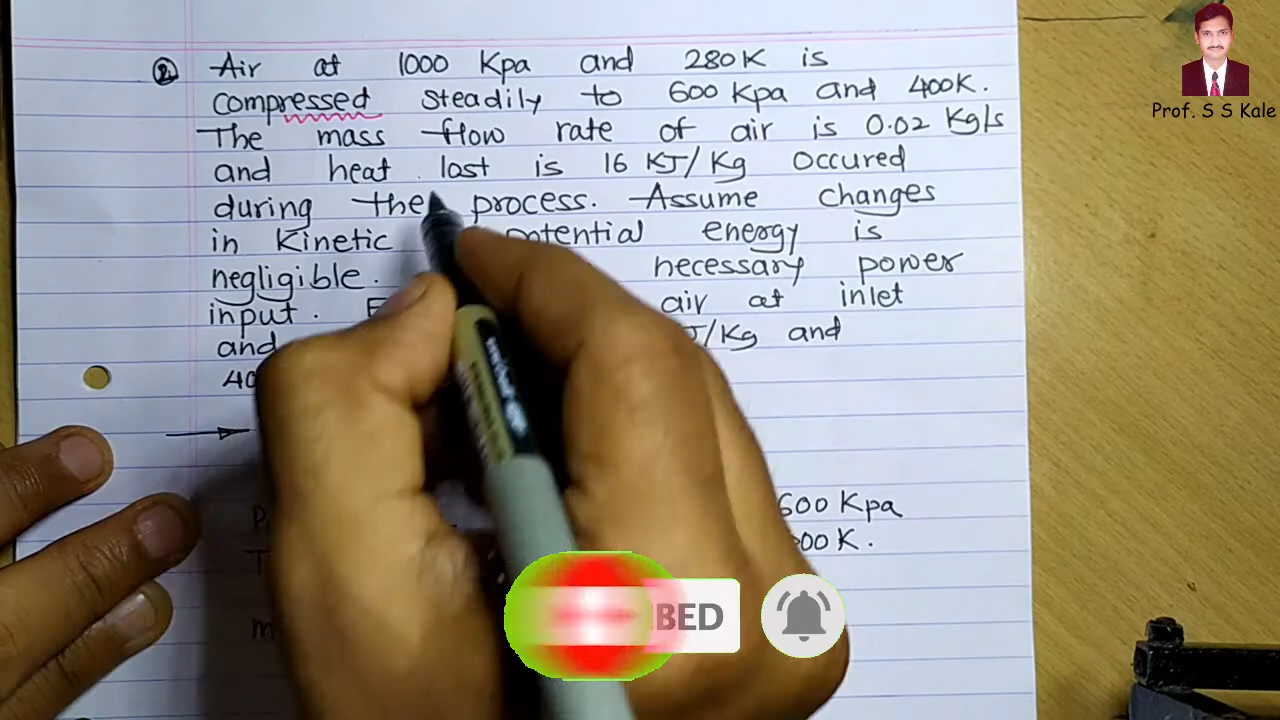 Prof. S S Kale
② Air at 1000 Kpa and 280K is
compressed steadily to 600 Kpa and 400K.
The mass flow rate of air is 0.02 Kg/s
and heat lost is 16 KJ/Kg occured
during the process. Assume changes
in Kinetic potential energy is
negligible. necessary power
input. air at inlet
and /Kg and
40
600 Kpa
00K.
BED